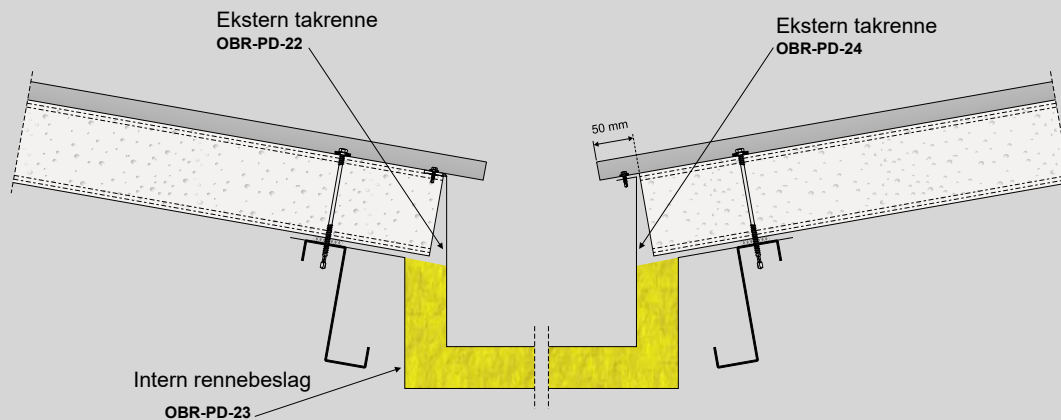 Ekstern takrenne
OBR-PD-22
Ekstern takrenne
OBR-PD-24
50 mm
Intern rennebeslag
OBR-PD-23